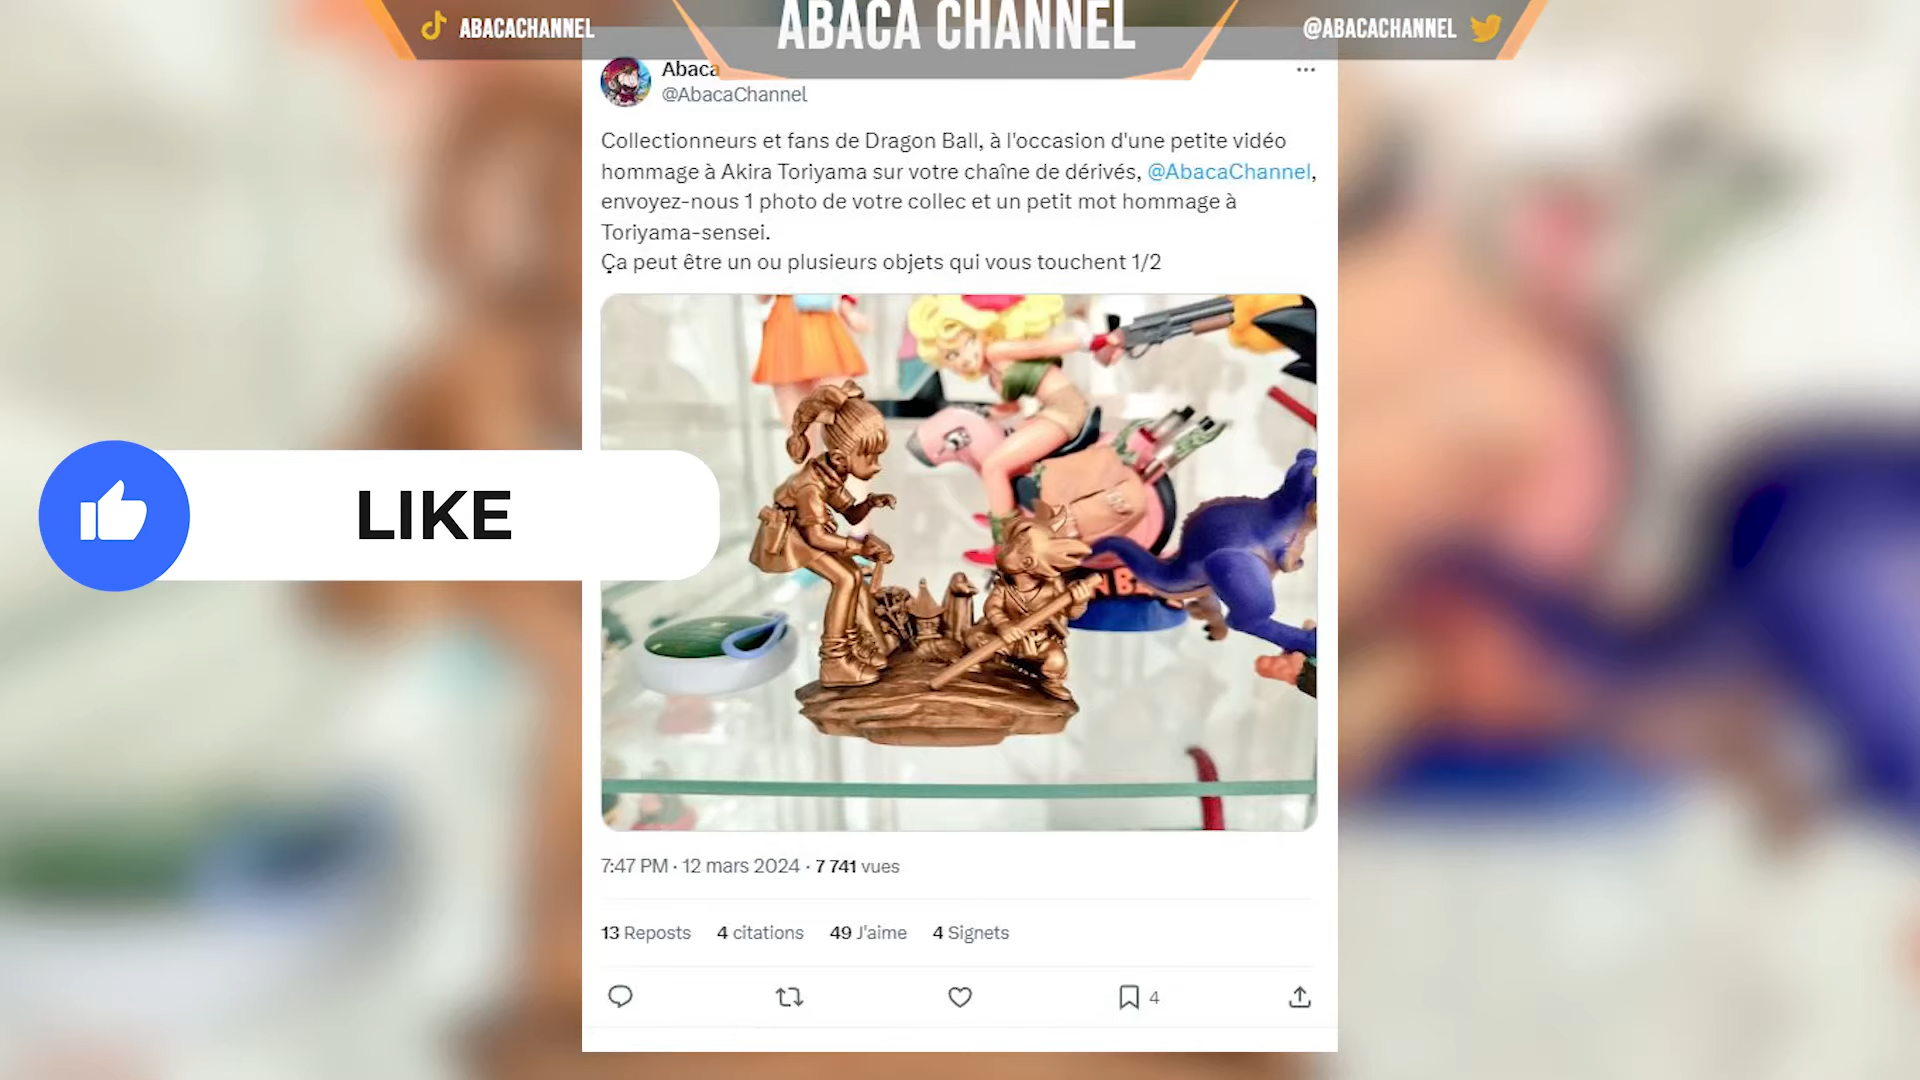 ABACACHANNEL
ABACA CHANNEL
@ABACACHANNEL
Abaca
@AbacaChannel
Collectionneurs et fans de Dragon Ball, à l'occasion d'une petite vidéo
hommage à Akira Toriyama sur votre chaîne de dérivés, @AbacaChannel,
envoyez-nous 1 photo de votre collec et un petit mot hommage à
Toriyama-sensei.
Ça peut être un ou plusieurs objets qui vous touchent 1/2
LIKE
7:47 PM · 12 mars 2024 · 7 741 vues
13 Reposts 4 citations 49 J'aime 4 Signets
4